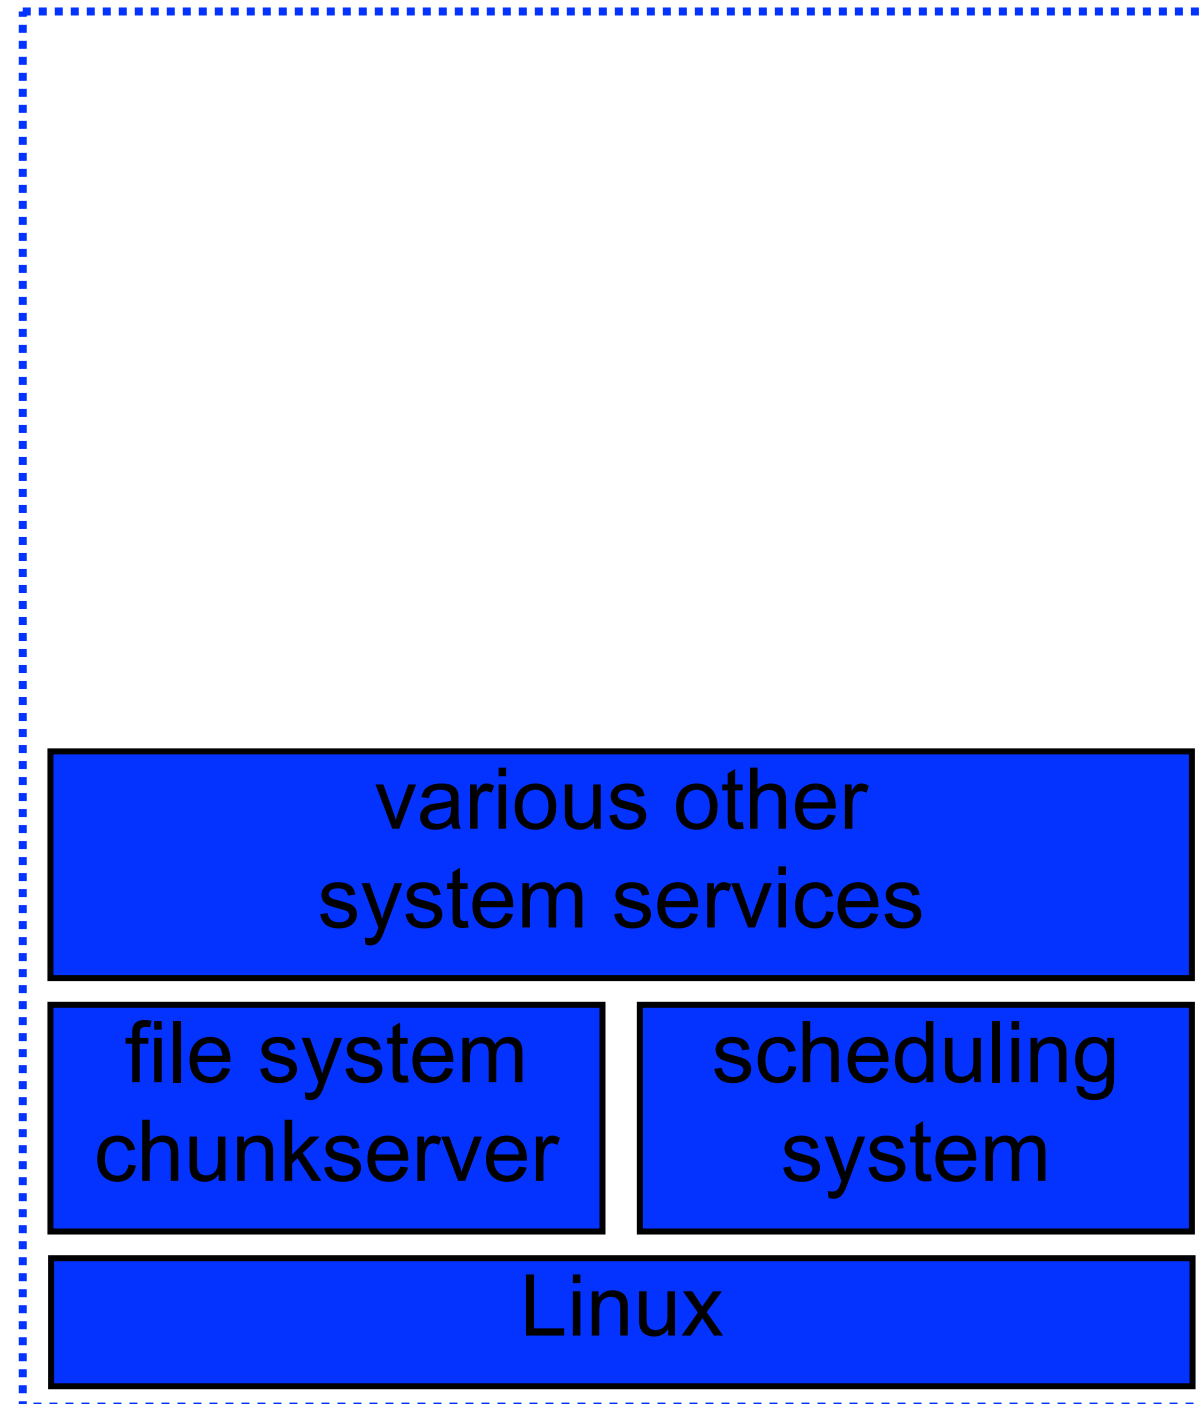 various other
system services
file system
chunkserver
scheduling
system
Linux